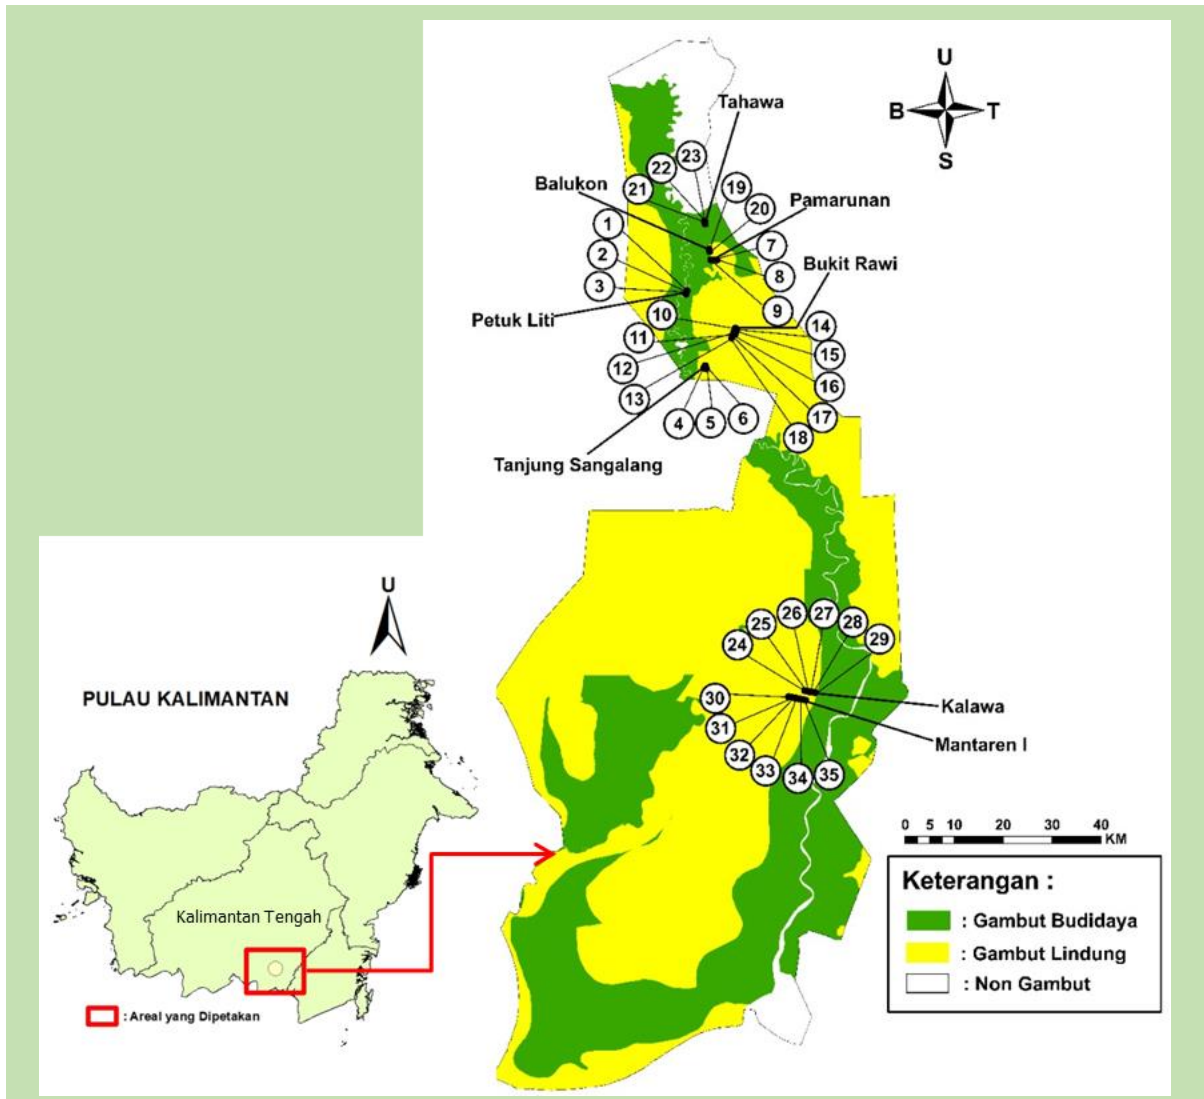 U
B
T
S
Tahawa
23
22
21
Balukon
19
20
Pamarunan
1
2
3
7
8
9
Bukit Rawi
Petuk Liti
10
11
12
13
14
15
16
17
18
4
5
6
Tanjung Sangalang
24
25
26
27
28
29
30
31
32
33
34
35
Kalawa
Mantaren I
0 5 10 20 30 40
KM
Keterangan :
: Gambut Budidaya
: Gambut Lindung
: Non Gambut
U
PULAU KALIMANTAN
Kalimantan Tengah
: Areal yang Dipetakan